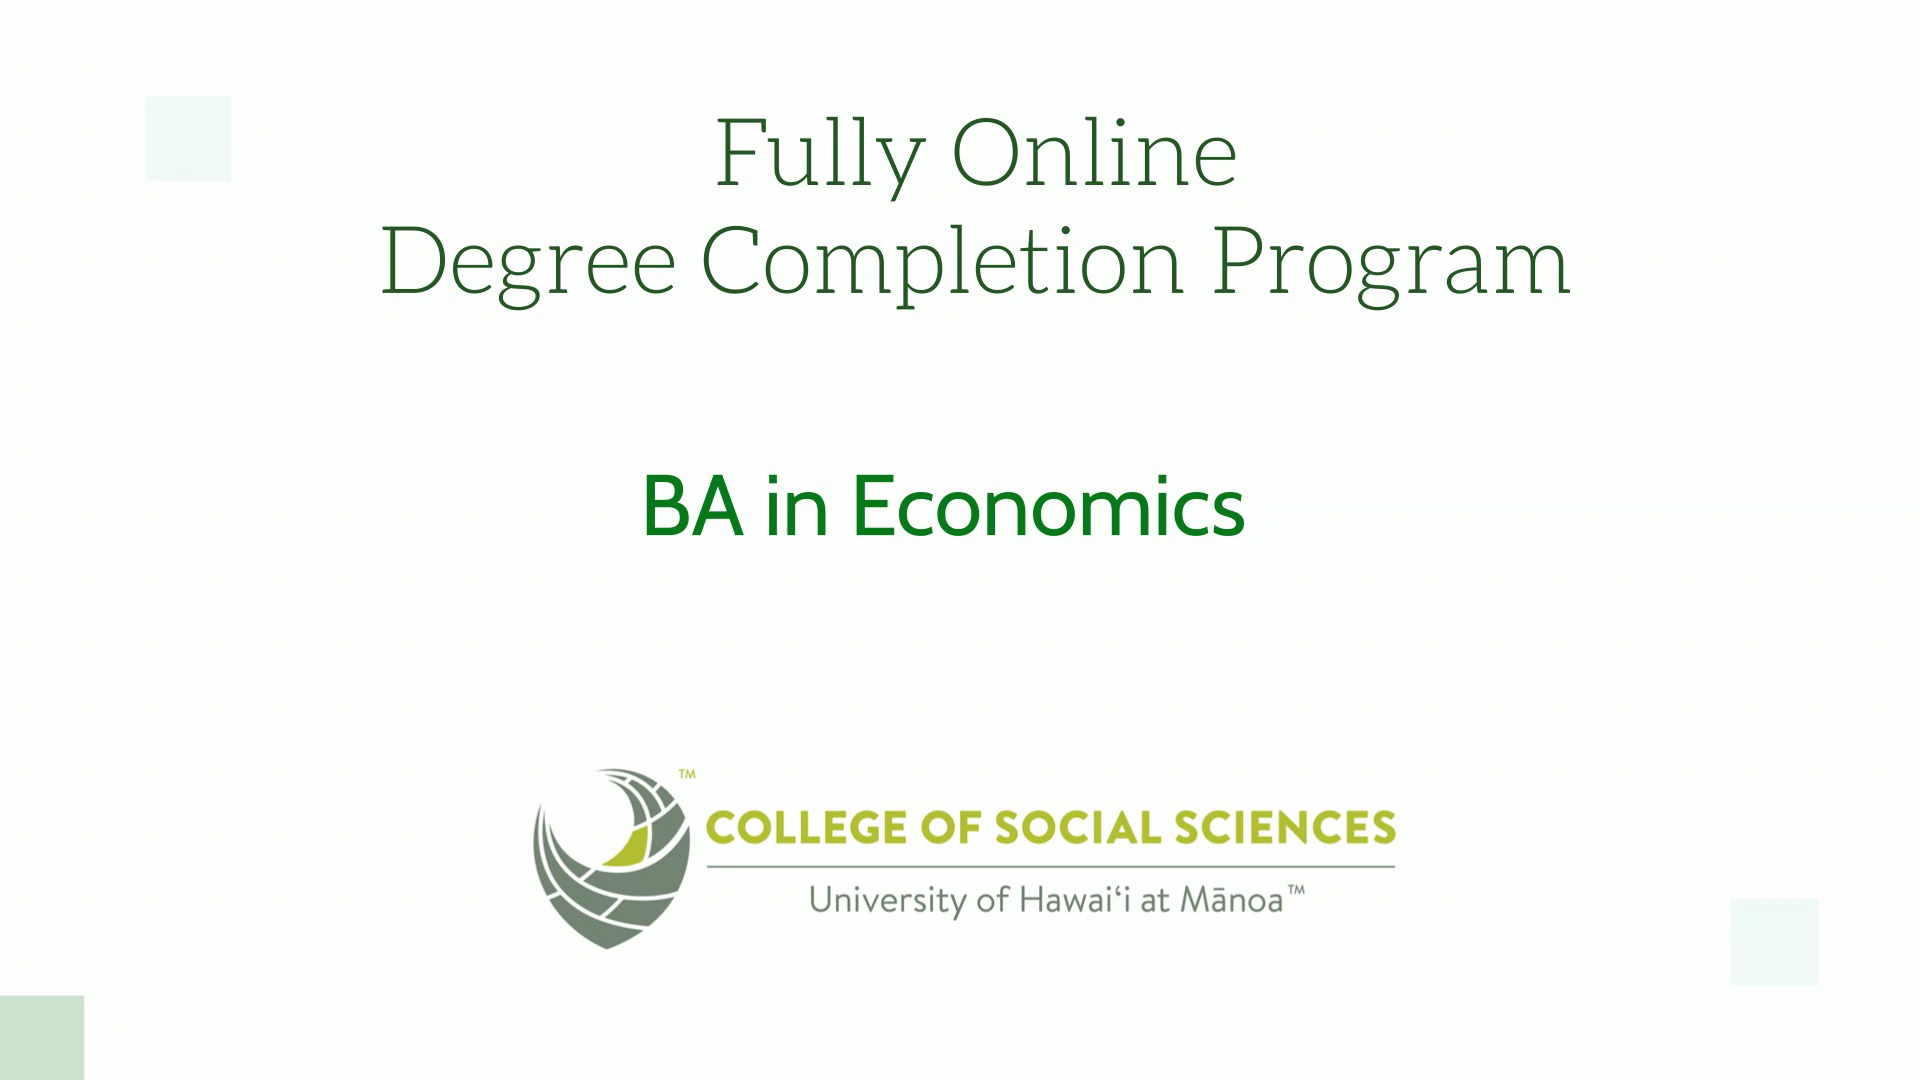 Fully Online
Degree Completion Program
BA in Economics
™
COLLEGE OF SOCIAL SCIENCES
University of Hawaiʻi at Mānoa™